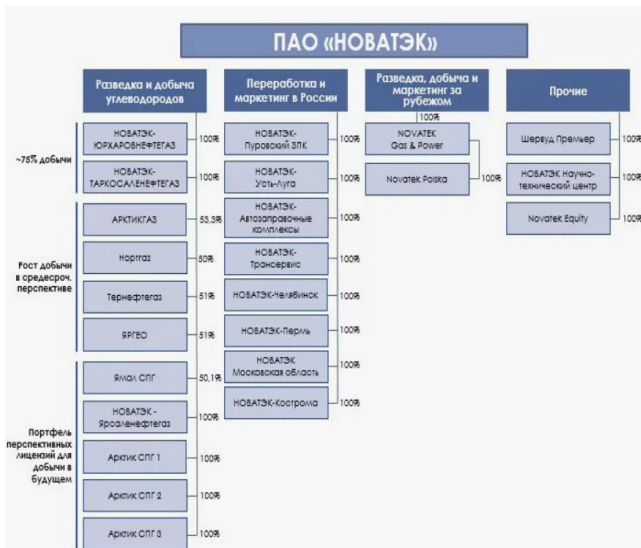 ПАО «НОВАТЭК»
Разведка и добыча
углеводородов
~75% добычи
НОВАТЭК-
ЮРХАРОВНЕФТЕГАЗ
100%
НОВАТЭК-
ТАРКОСАЛЕНЕФТЕГАЗ
100%
Рост добычи
в средесроч.
перспективе
АРКТИКГАЗ
53,3%
Нортгаз
50%
Тернефтегаз
51%
ЯРГЕО
51%
Портфель
перспективных
лицензий для
добычи в
будущем
Ямал СПГ
50,1%
НОВАТЭК -
Ярсаленефтегаз
100%
Арктик СПГ 1
100%
Арктик СПГ 2
100%
Арктик СПГ 3
100%
Переработка и
маркетинг в России
НОВАТЭК-
Пуровский ЗПК
100%
НОВАТЭК-
Усть-Луга
100%
НОВАТЭК-
Автозаправочные
комплексы
100%
НОВАТЭК-
Трансервис
100%
НОВАТЭК-Челябинск
100%
НОВАТЭК-Пермь
100%
НОВАТЭК
Московская область
100%
НОВАТЭК-Кострома
100%
Разведка, добыча и
маркетинг за
рубежом
100%
NOVATEK
Gas & Power
Novatek Polska
100%
Прочие
Шервуд Премьер
100%
НОВАТЭК Научно-
технический центр
100%
Novatek Equity
100%